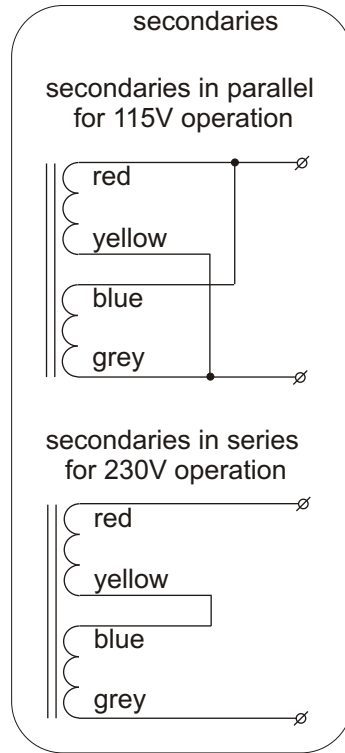 secondaries
secondaries in parallel
for 115V operation
red
yellow
blue
grey
secondaries in series
for 230V operation
red
yellow
blue
grey